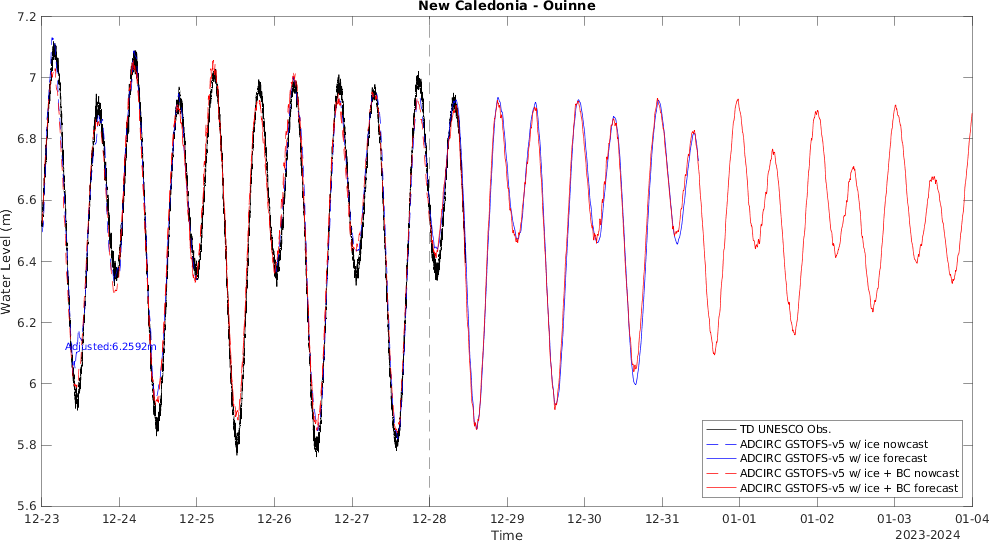 New Caledonia - Ouinne
7.2
7
6.8
6.6
6.4
6.2
6
5.8
5.6
Water Level (m)
Adjusted:6.2592m
TD UNESCO Obs.
ADCIRC GSTOFS-v5 w/ ice nowcast
ADCIRC GSTOFS-v5 w/ ice forecast
ADCIRC GSTOFS-v5 w/ ice + BC nowcast
ADCIRC GSTOFS-v5 w/ ice + BC forecast
12-23 12-24 12-25 12-26 12-27 12-28 12-29 12-30 12-31 01-01 01-02 01-03 01-04
Time
2023-2024